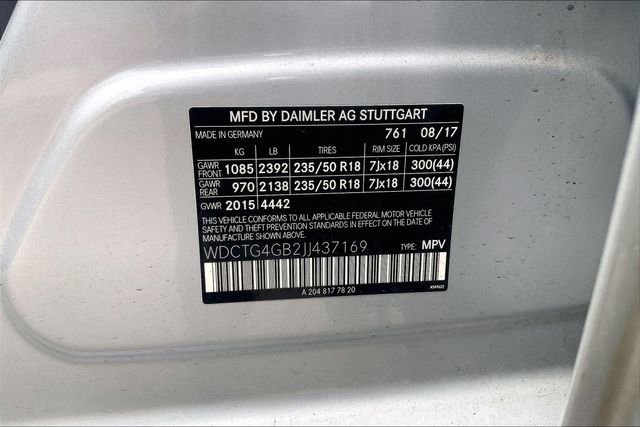 MFD BY DAIMLER AG STUTTGART
MADE IN GERMANY 761 08/17
KG LB TIRES RIM SIZE COLD KPA(PSI)
GAWR FRONT 1085 2392 235/50 R18 7Jx18 300(44)
GAWR REAR 970 2138 235/50 R18 7Jx18 300(44)
GVWR 2015 4442
THIS VEHICLE CONFORMS TO ALL APPLICABLE FEDERAL MOTOR VEHICLE
SAFETY AND THEFT PREVENTION STANDARDS IN EFFECT ON THE
DATE OF MANUFACTURE SHOWN ABOVE.
WDCTG4GB2JJ437169 TYPE: MPV
A 204 817 78 20